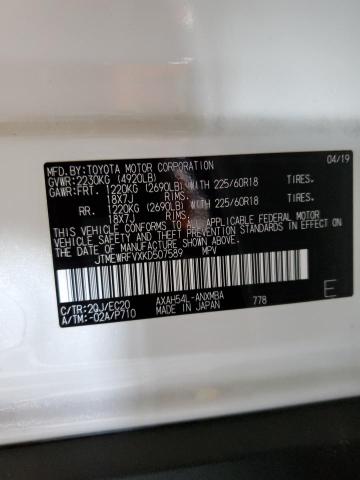 MFD.BY:TOYOTA MOTOR CORPORATION 04/19
GVWR:2230KG (4920LB)
GAWR:FRT. 1220KG (2690LB)WITH 225/60R18 TIRES.
18X7J RIMS.
RR. 1220KG (2690LB)WITH 225/60R18 TIRES.
18X7J RIMS.
THIS VEHICLE CONFORMS TO ALL APPLICABLE FEDERAL MOTOR
VEHICLE SAFETY STANDARDS IN EFFECT ON
THE DATE OF MANUFACTURE SHOWN ABOVE.
JTMEWRFVXKD507589 MPV
C/TR:2QJ/EC20 AXAH54L-ANXMBA
A/TM:-02A/P710 MADE IN JAPAN 778 E